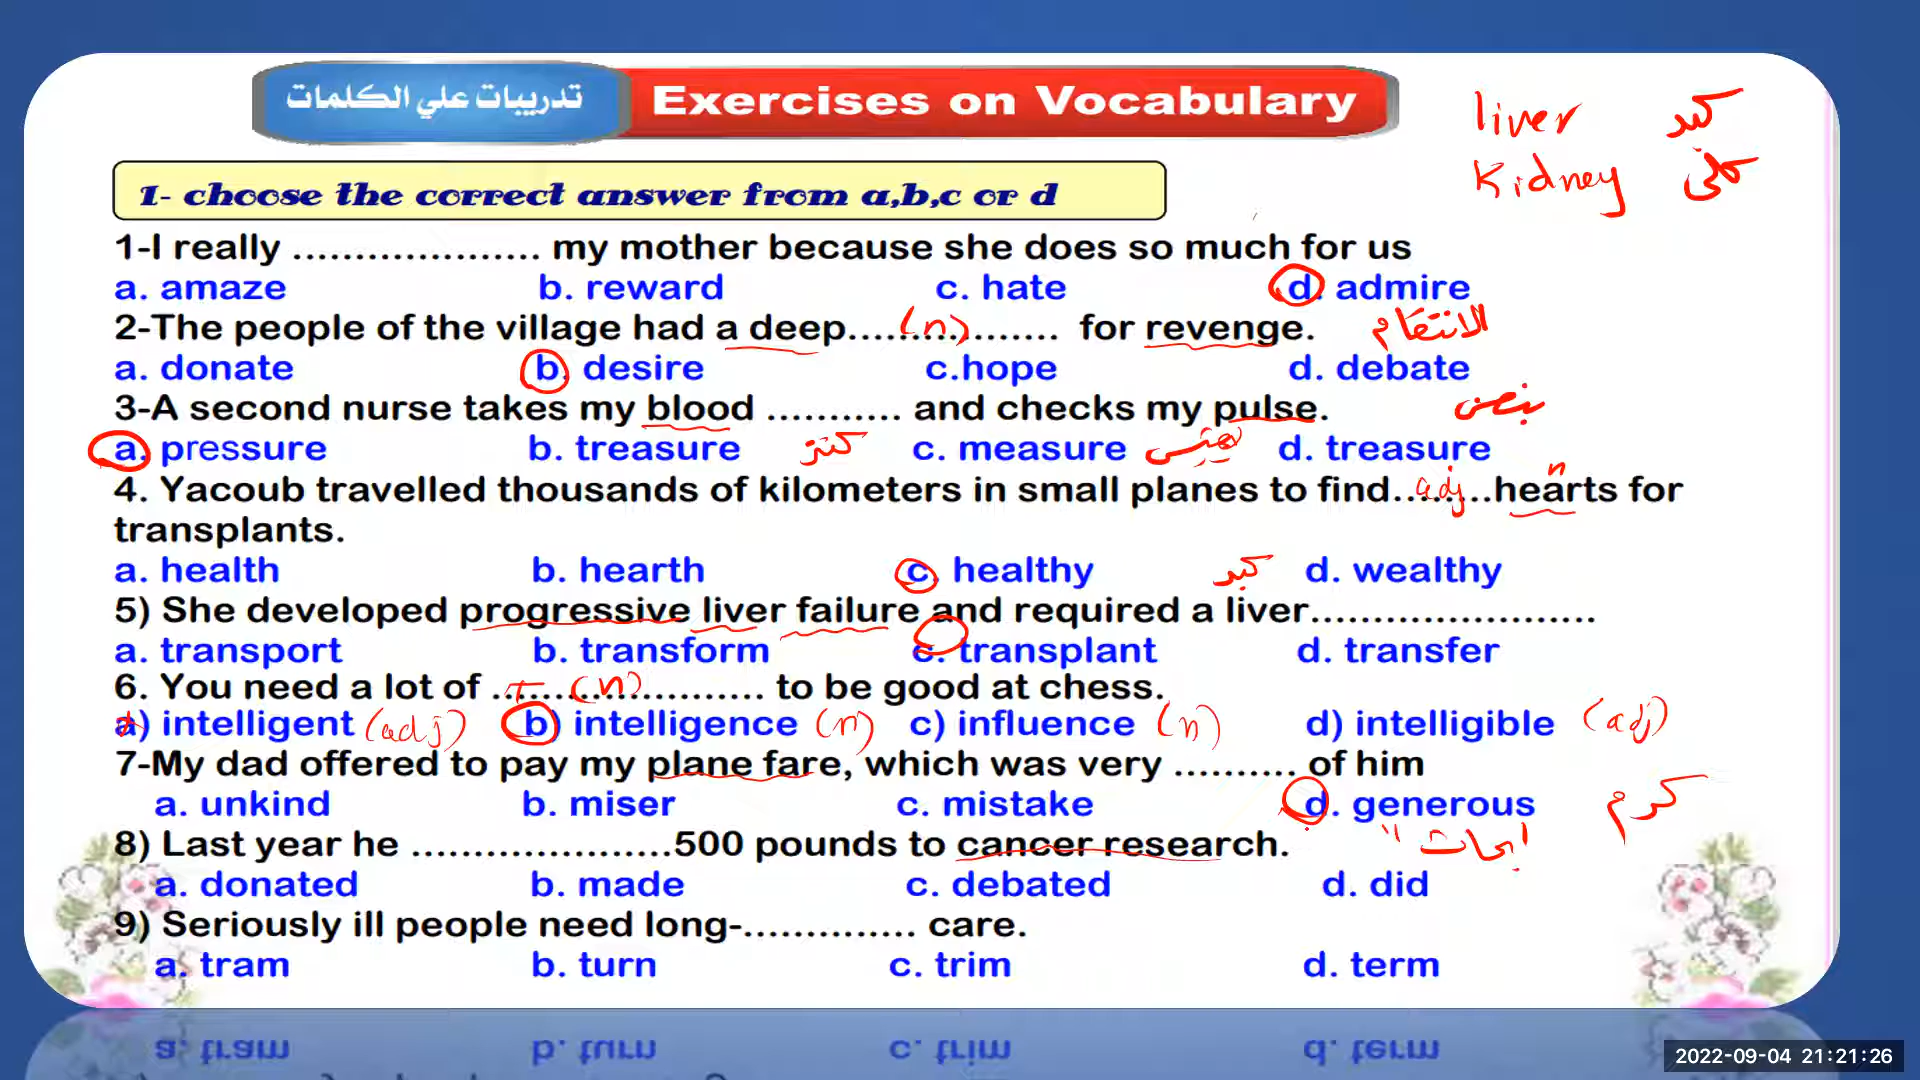 تدريبات علي الكلمات Exercises on Vocabulary
liver كبد
Kidney كلى
1- choose the correct answer from a,b,c or d
1-I really .................... my mother because she does so much for us
a. amaze b. reward c. hate d. admire
2-The people of the village had a deep.....(n)....... for revenge. الانتقام
a. donate b. desire c.hope d. debate
3-A second nurse takes my blood ........... and checks my pulse. نبض
a. pressure b. treasure كنز c. measure يقيس d. treasure
4. Yacoub travelled thousands of kilometers in small planes to find..adj..hearts for n
transplants.
a. health b. hearth c. healthy كبد d. wealthy
5) She developed progressive liver failure and required a liver.......................
a. transport b. transform c. transplant d. transfer
6. You need a lot of ......(n).......... to be good at chess.
a) intelligent (adj) b) intelligence (n) c) influence (n) d) intelligible (adj)
7-My dad offered to pay my plane fare, which was very .......... of him
a. unkind b. miser c. mistake d. generous كرم
8) Last year he .....................500 pounds to cancer research. "ابحاث
a. donated b. made c. debated d. did
9) Seriously ill people need long-.............. care.
a. tram b. turn c. trim d. term
2022-09-04 21:21:26